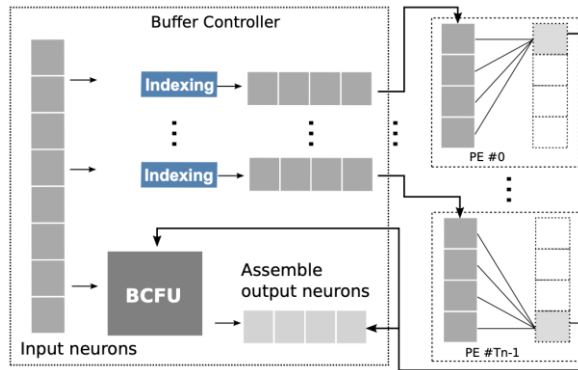 Buffer Controller
Indexing
PE #0
Indexing
BCFU
Assemble
output neurons
Input neurons
PE #Tn-1